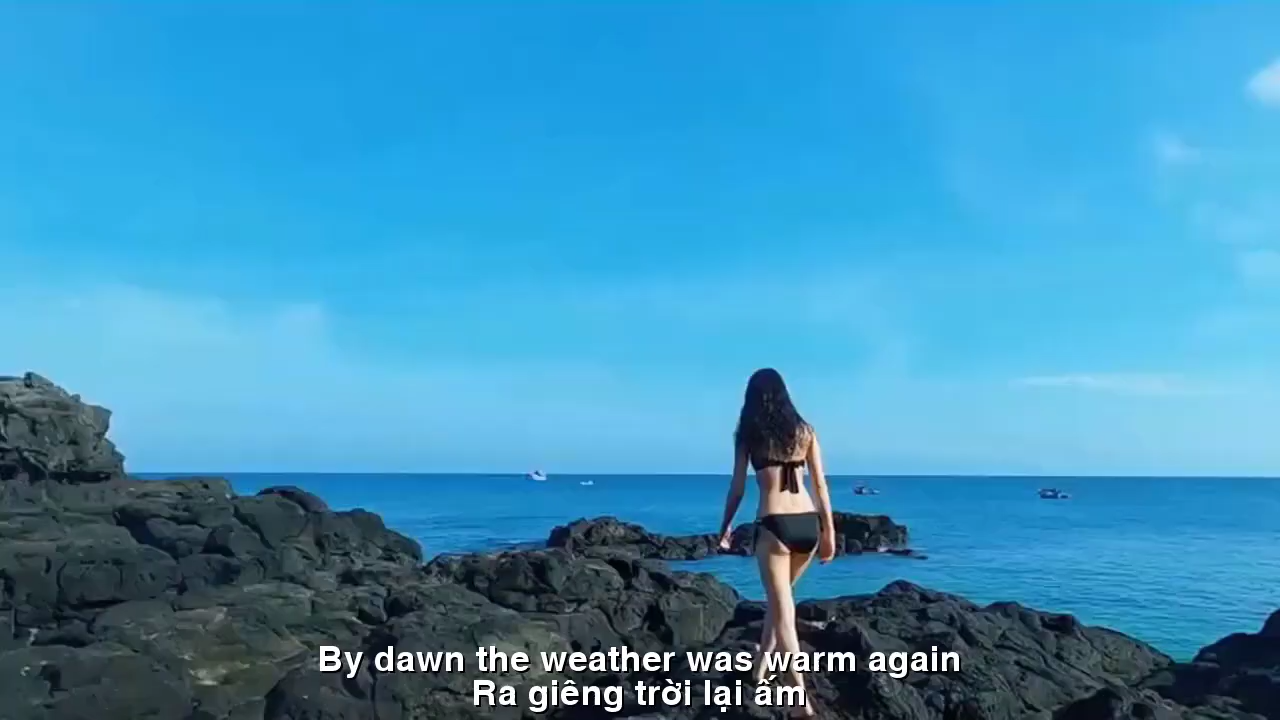 By dawn the weather was warm again
Ra giêng trời lại ấm